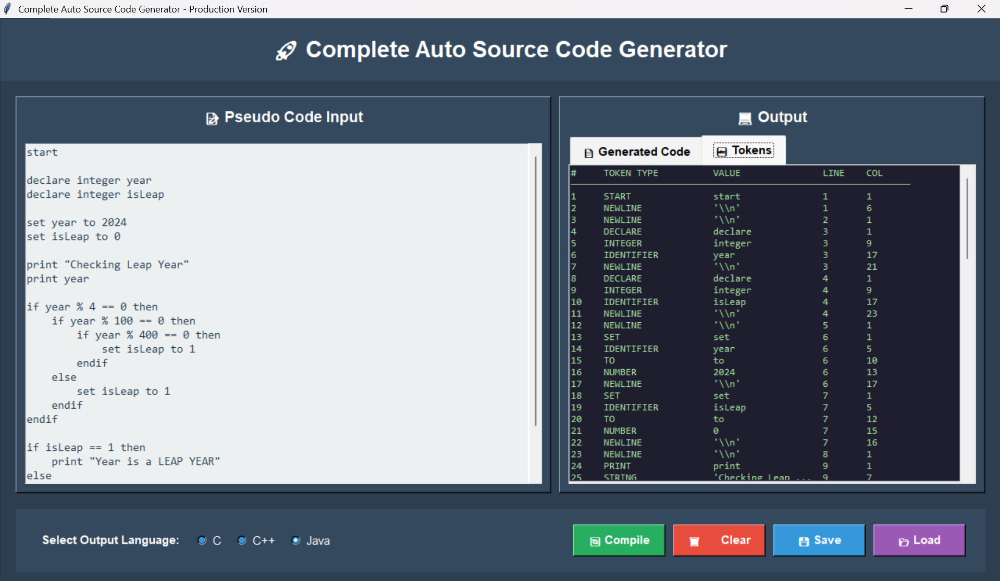 Complete Auto Source Code Generator - Production Version
Complete Auto Source Code Generator
Pseudo Code Input
start
declare integer year
declare integer isLeap
set year to 2024
set isLeap to 0
print "Checking Leap Year"
print year
if year % 4 == 0 then
    if year % 100 == 0 then
        if year % 400 == 0 then
            set isLeap to 1
        endif
    else
        set isLeap to 1
    endif
endif
if isLeap == 1 then
    print "Year is a LEAP YEAR"
else
Output
Generated Code Tokens
# TOKEN TYPE VALUE LINE COL
1 START start 1 1
2 NEWLINE '\\n' 1 6
3 NEWLINE '\\n' 2 1
4 DECLARE declare 3 1
5 INTEGER integer 3 9
6 IDENTIFIER year 3 17
7 NEWLINE '\\n' 3 21
8 DECLARE declare 4 1
9 INTEGER integer 4 9
10 IDENTIFIER isLeap 4 17
11 NEWLINE '\\n' 4 23
12 NEWLINE '\\n' 5 1
13 SET set 6 1
14 IDENTIFIER year 6 5
15 TO to 6 10
16 NUMBER 2024 6 13
17 NEWLINE '\\n' 6 17
18 SET set 7 1
19 IDENTIFIER isLeap 7 5
20 TO to 7 12
21 NUMBER 0 7 15
22 NEWLINE '\\n' 7 16
23 NEWLINE '\\n' 8 1
24 PRINT print 9 1
25 STRING 'Checking Leap ... 9 7
Select Output Language: C C++ Java
Compile Clear Save Load